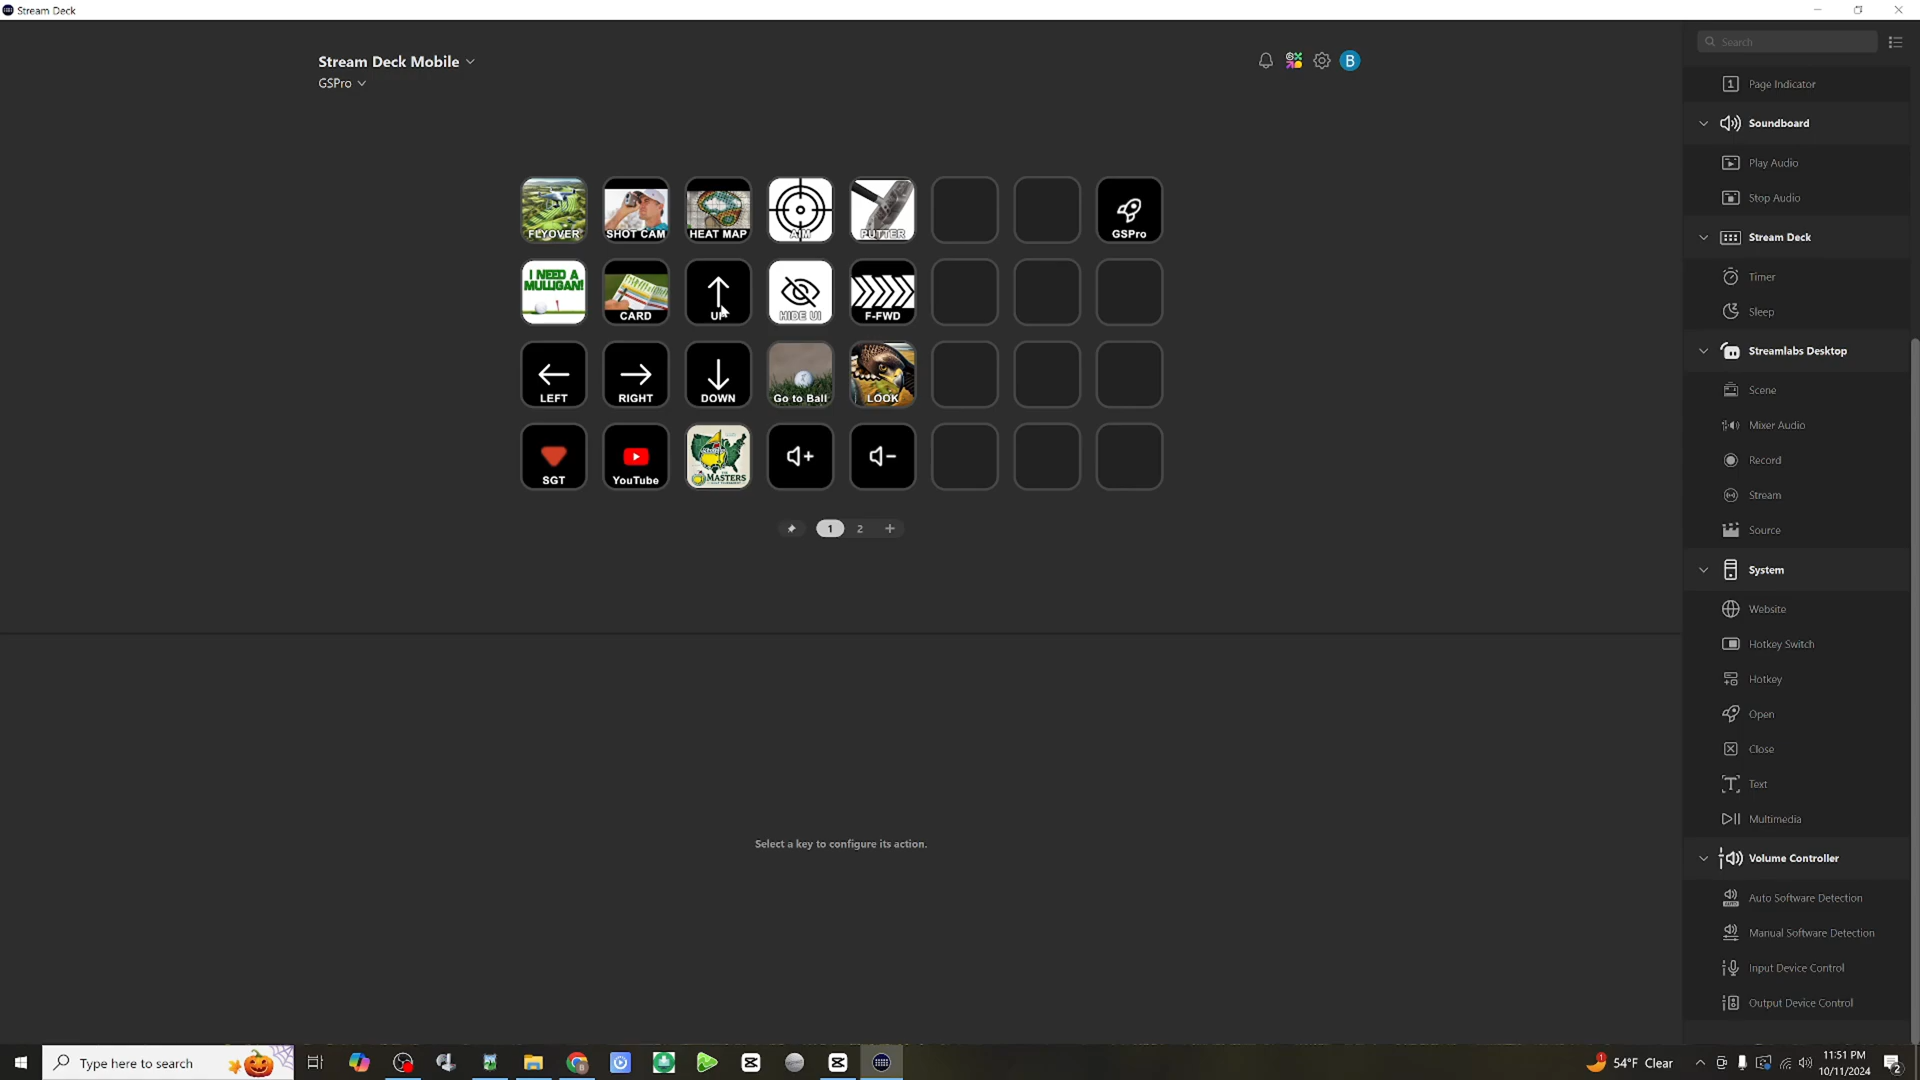 Stream Deck
Stream Deck Mobile
GSPro
B
Search
FLYOVER
SHOT CAM
HEAT MAP
AIM
PUTTER
GSPro
I NEED A
MULLIGAN!
CARD
UP
HIDE UI
F-FWD
LEFT
RIGHT
DOWN
Go to Ball
LOOK
SGT
YouTube
MASTERS
1
2
+
Select a key to configure its action.
1 Page Indicator
Soundboard
Play Audio
Stop Audio
Stream Deck
Timer
Sleep
Streamlabs Desktop
Scene
Mixer Audio
Record
Stream
Source
System
Website
Hotkey Switch
Hotkey
Open
Close
Text
Multimedia
Volume Controller
Auto Software Detection
Manual Software Detection
Input Device Control
Output Device Control
Type here to search
1
54°F Clear
11:51 PM
10/11/2024
2